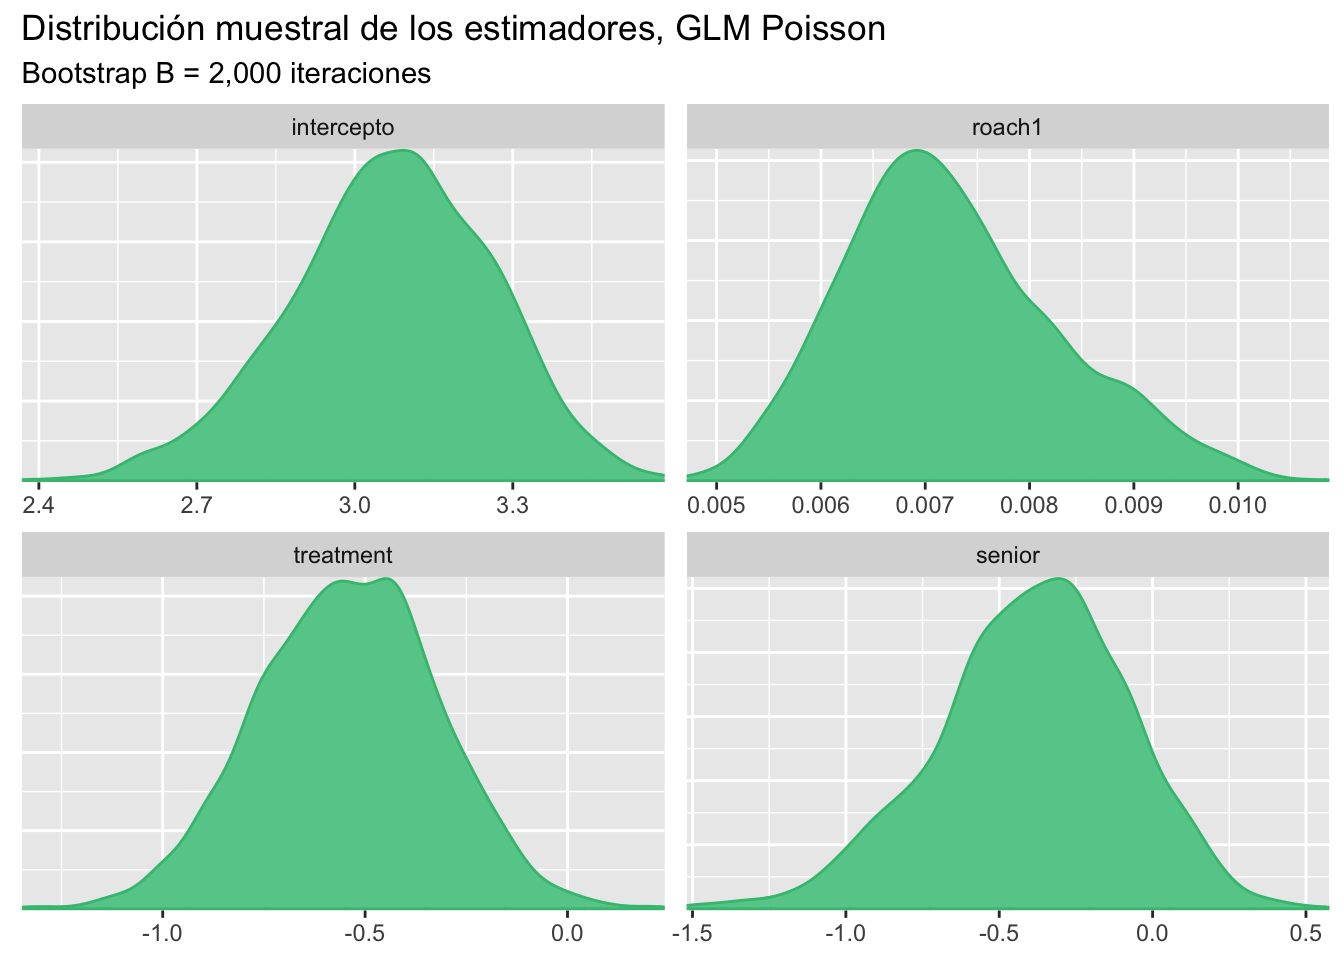 Distribución muestral de los estimadores, GLM Poisson
Bootstrap B = 2,000 iteraciones
intercepto
roach1
2.4 2.7 3.0 3.3
0.005 0.006 0.007 0.008 0.009 0.010
treatment
senior
-1.0 -0.5 0.0
-1.5 -1.0 -0.5 0.0 0.5